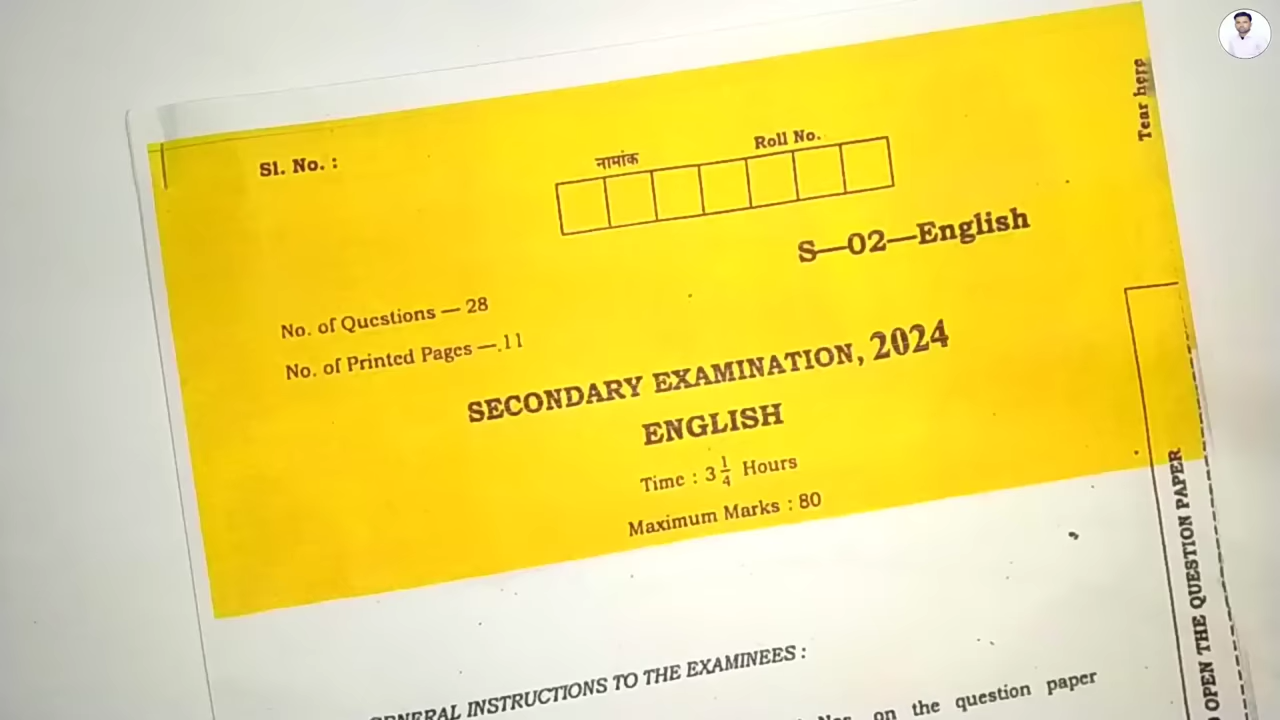 Tear here
Sl. No. :
नामांक
Roll No.
S—02—English
No. of Questions — 28
No. of Printed Pages —.11
SECONDARY EXAMINATION, 2024
ENGLISH
Time : 3 1/4 Hours
Maximum Marks : 80
GENERAL INSTRUCTIONS TO THE EXAMINEES :
on the question paper
OPEN THE QUESTION PAPER